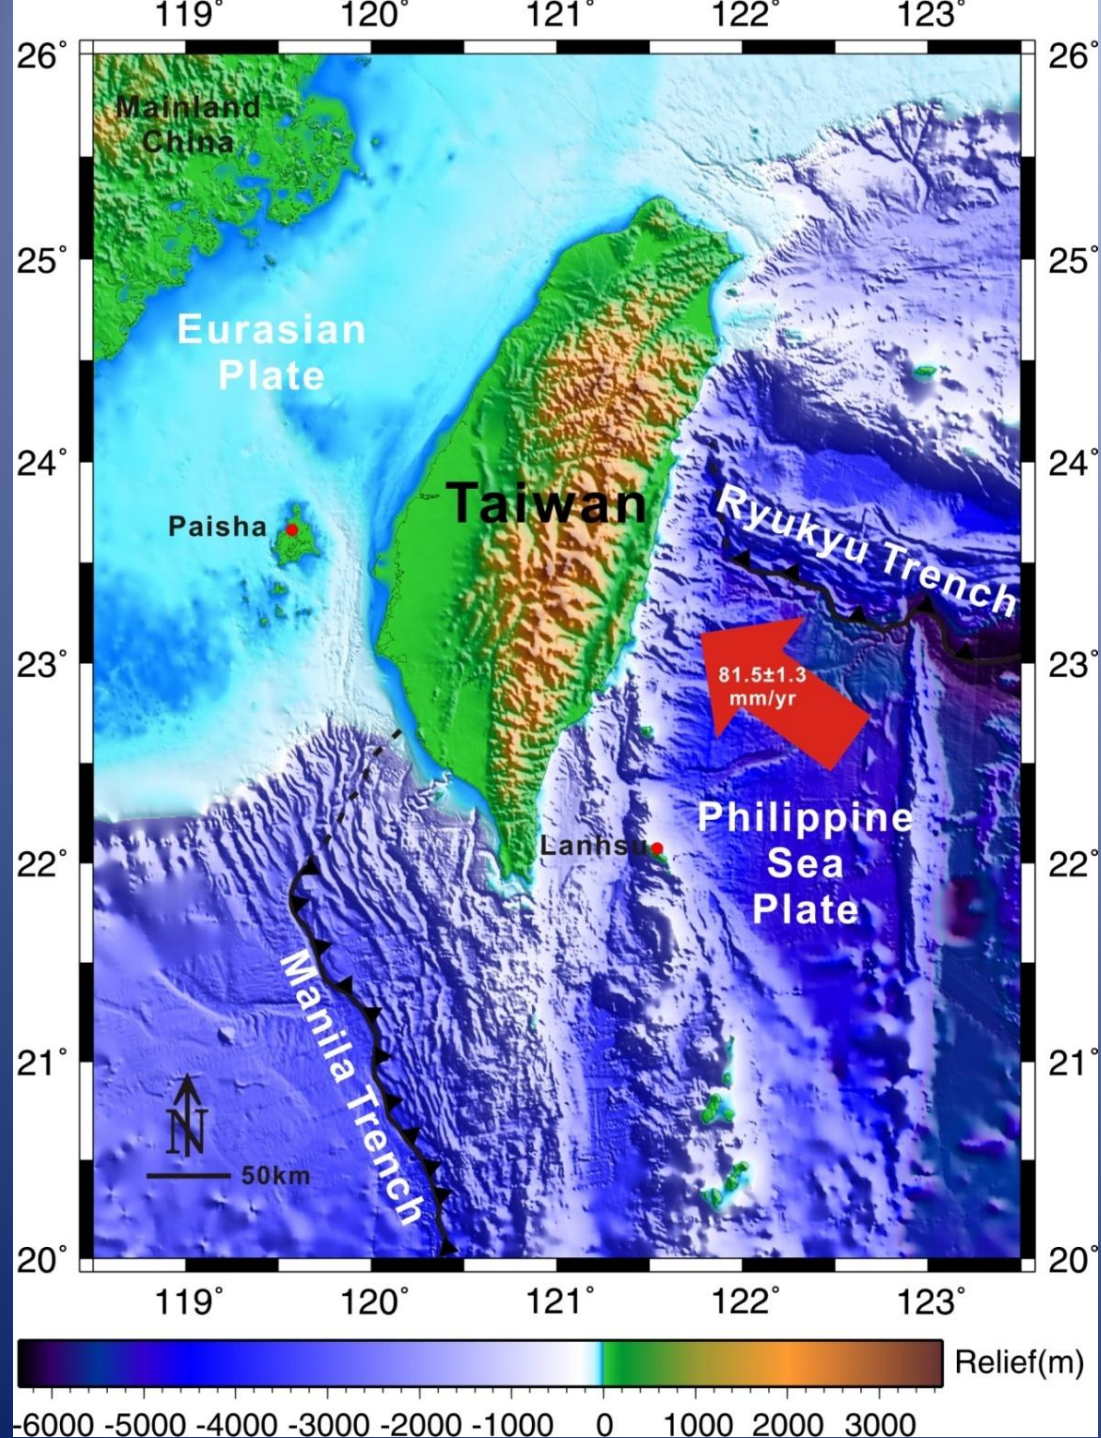 119° 120° 121° 122° 123°
26° 26°
Mainland
China
25° 25°
Eurasian
Plate
24° 24°
Taiwan
Ryukyu Trench
Paisha
23° 23°
81.5±1.3
mm/yr
Philippine
Sea
Plate
Lanhsu
22° 22°
Manila Trench
21° 21°
N
50km
20° 20°
119° 120° 121° 122° 123°
Relief(m)
-6000 -5000 -4000 -3000 -2000 -1000 0 1000 2000 3000